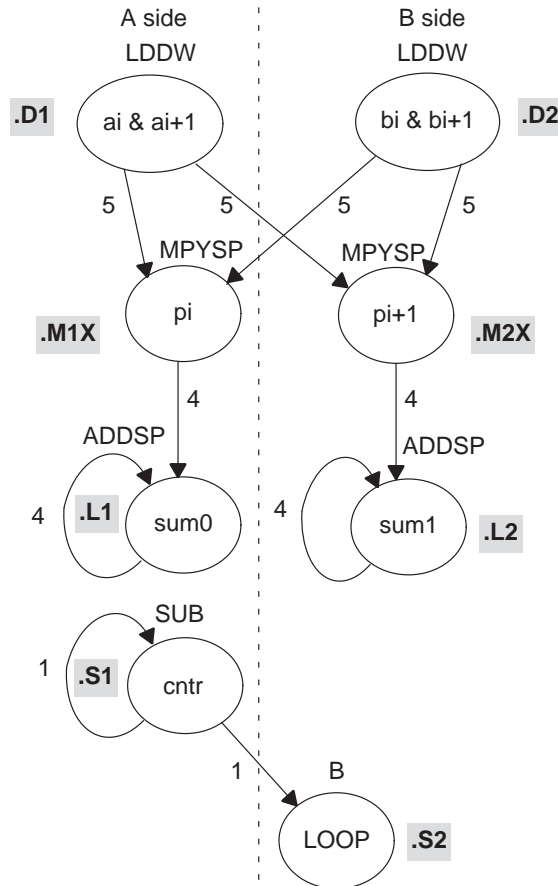 A side B side
LDDW LDDW
.D1 ai & ai+1 bi & bi+1 .D2
5 5 5 5
MPYSP MPYSP
pi pi+1
.M1X .M2X
4 4
ADDSP ADDSP
4 .L1 sum0 4 sum1 .L2
SUB
1 .S1 cntr
1 B
LOOP .S2